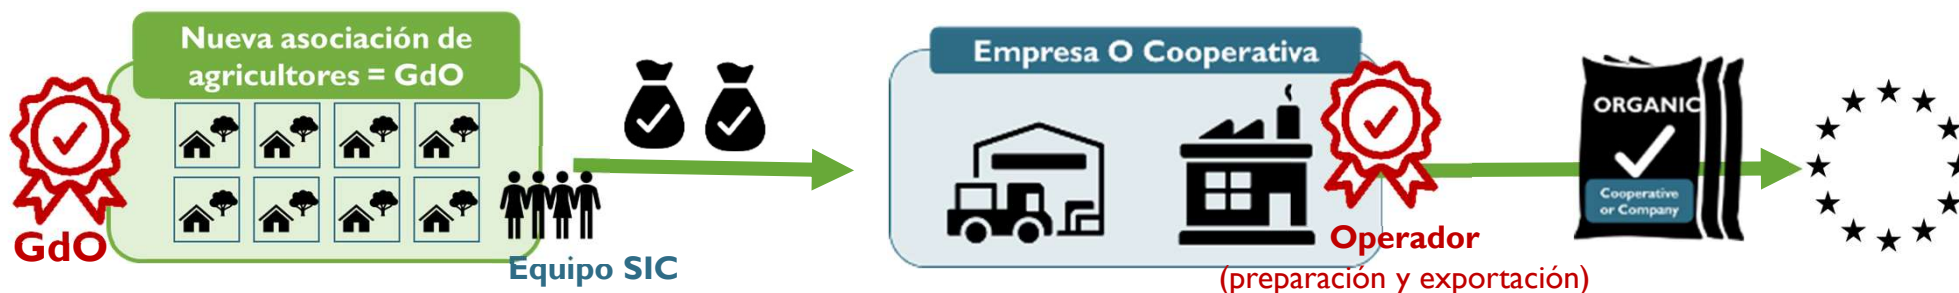 Nueva asociación de
agricultores = GdO
GdO
Equipo SIC
Empresa O Cooperativa
Operador
(preparación y exportación)
ORGANIC
Cooperative
or Company